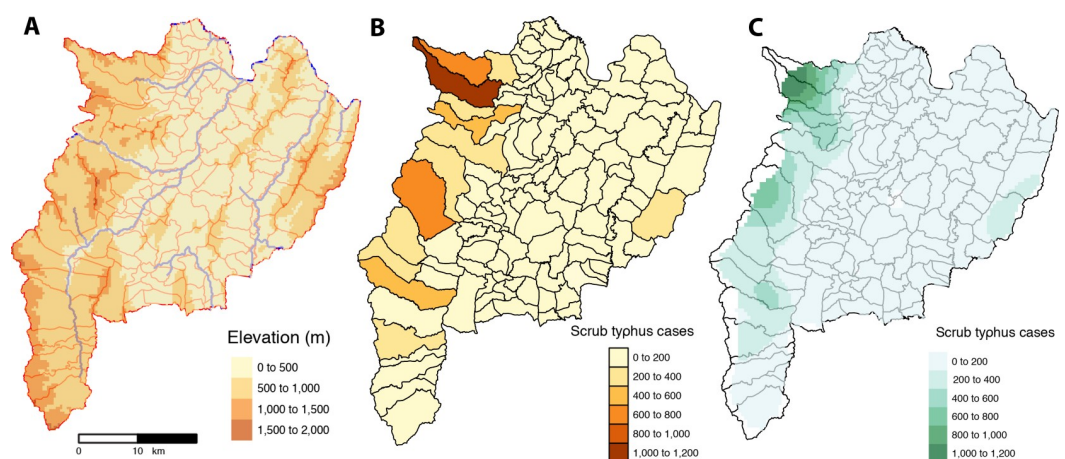 A
B
C
Elevation (m)
0 to 500
500 to 1,000
1,000 to 1,500
1,500 to 2,000
0 10 km
Scrub typhus cases
0 to 200
200 to 400
400 to 600
600 to 800
800 to 1,000
1,000 to 1,200
Scrub typhus cases
0 to 200
200 to 400
400 to 600
600 to 800
800 to 1,000
1,000 to 1,200